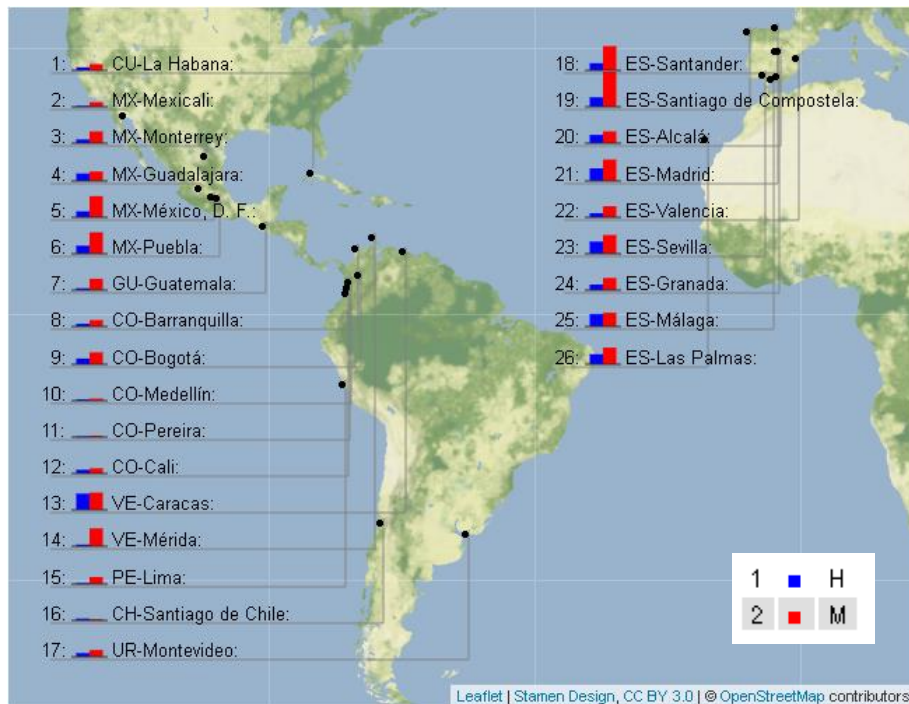 1: CU-La Habana:
2: MX-Mexicali:
3: MX-Monterrey:
4: MX-Guadalajara:
5: MX-México, D. F.:
6: MX-Puebla:
7: GU-Guatemala:
8: CO-Barranquilla:
9: CO-Bogotá:
10: CO-Medellín:
11: CO-Pereira:
12: CO-Cali:
13: VE-Caracas:
14: VE-Mérida:
15: PE-Lima:
16: CH-Santiago de Chile:
17: UR-Montevideo:
18: ES-Santander:
19: ES-Santiago de Compostela:
20: ES-Alcalá:
21: ES-Madrid:
22: ES-Valencia:
23: ES-Sevilla:
24: ES-Granada:
25: ES-Málaga:
26: ES-Las Palmas:
1 H
2 M
Leaflet | Stamen Design, CC BY 3.0 | © OpenStreetMap contributors